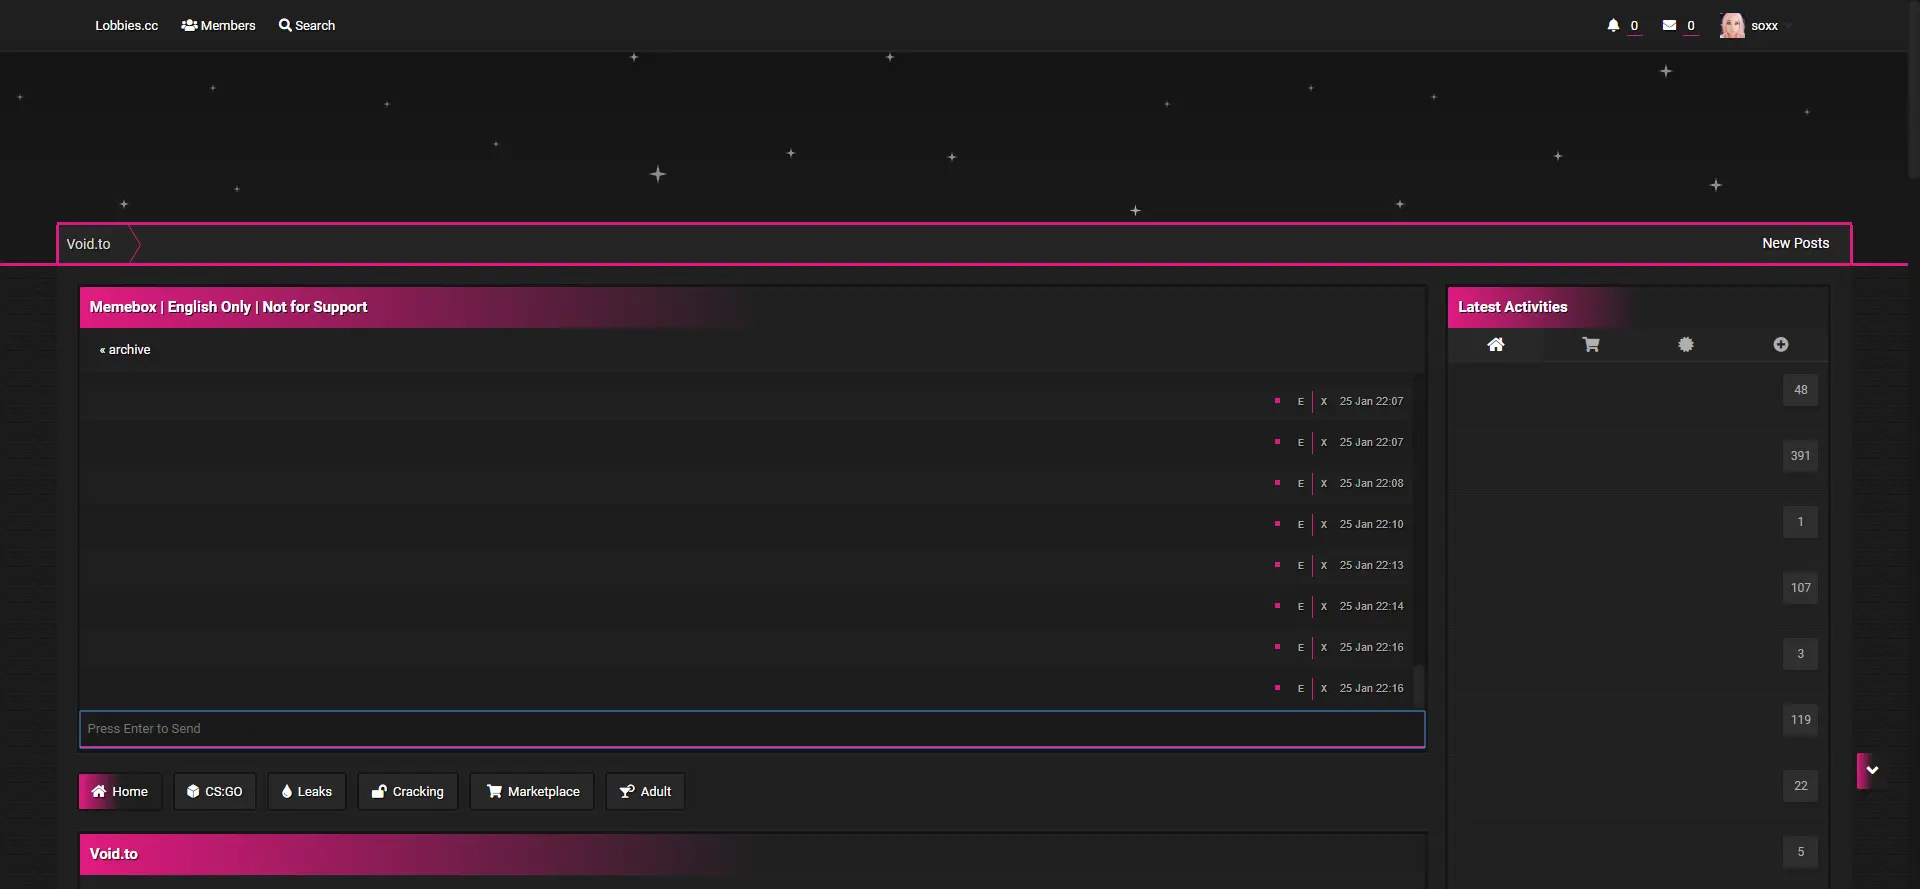 Lobbies.cc Members Search 0 0 soxx
Void.to New Posts
Memebox | English Only | Not for Support
« archive
E X 25 Jan 22:07
E X 25 Jan 22:07
E X 25 Jan 22:08
E X 25 Jan 22:10
E X 25 Jan 22:13
E X 25 Jan 22:14
E X 25 Jan 22:16
E X 25 Jan 22:16
Press Enter to Send
Home CS:GO Leaks Cracking Marketplace Adult
Void.to
Latest Activities
48
391
1
107
3
119
22
5